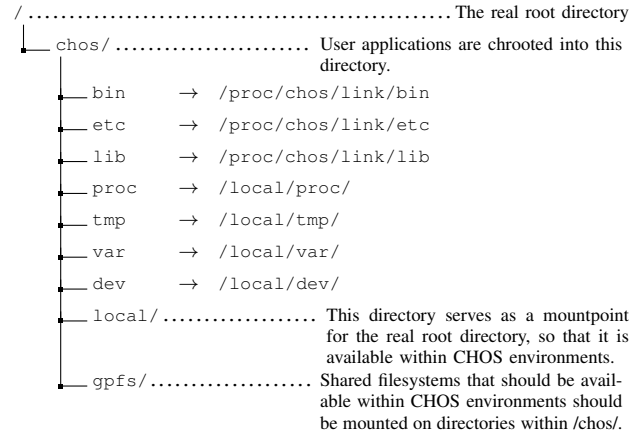 / .................................................... The real root directory
chos/ ........................ User applications are chrooted into this
directory.
bin → /proc/chos/link/bin
etc → /proc/chos/link/etc
lib → /proc/chos/link/lib
proc → /local/proc/
tmp → /local/tmp/
var → /local/var/
dev → /local/dev/
local/ ................... This directory serves as a mountpoint
for the real root directory, so that it is
available within CHOS environments.
gpfs/ .................... Shared filesystems that should be avail-
able within CHOS environments should
be mounted on directories within /chos/.